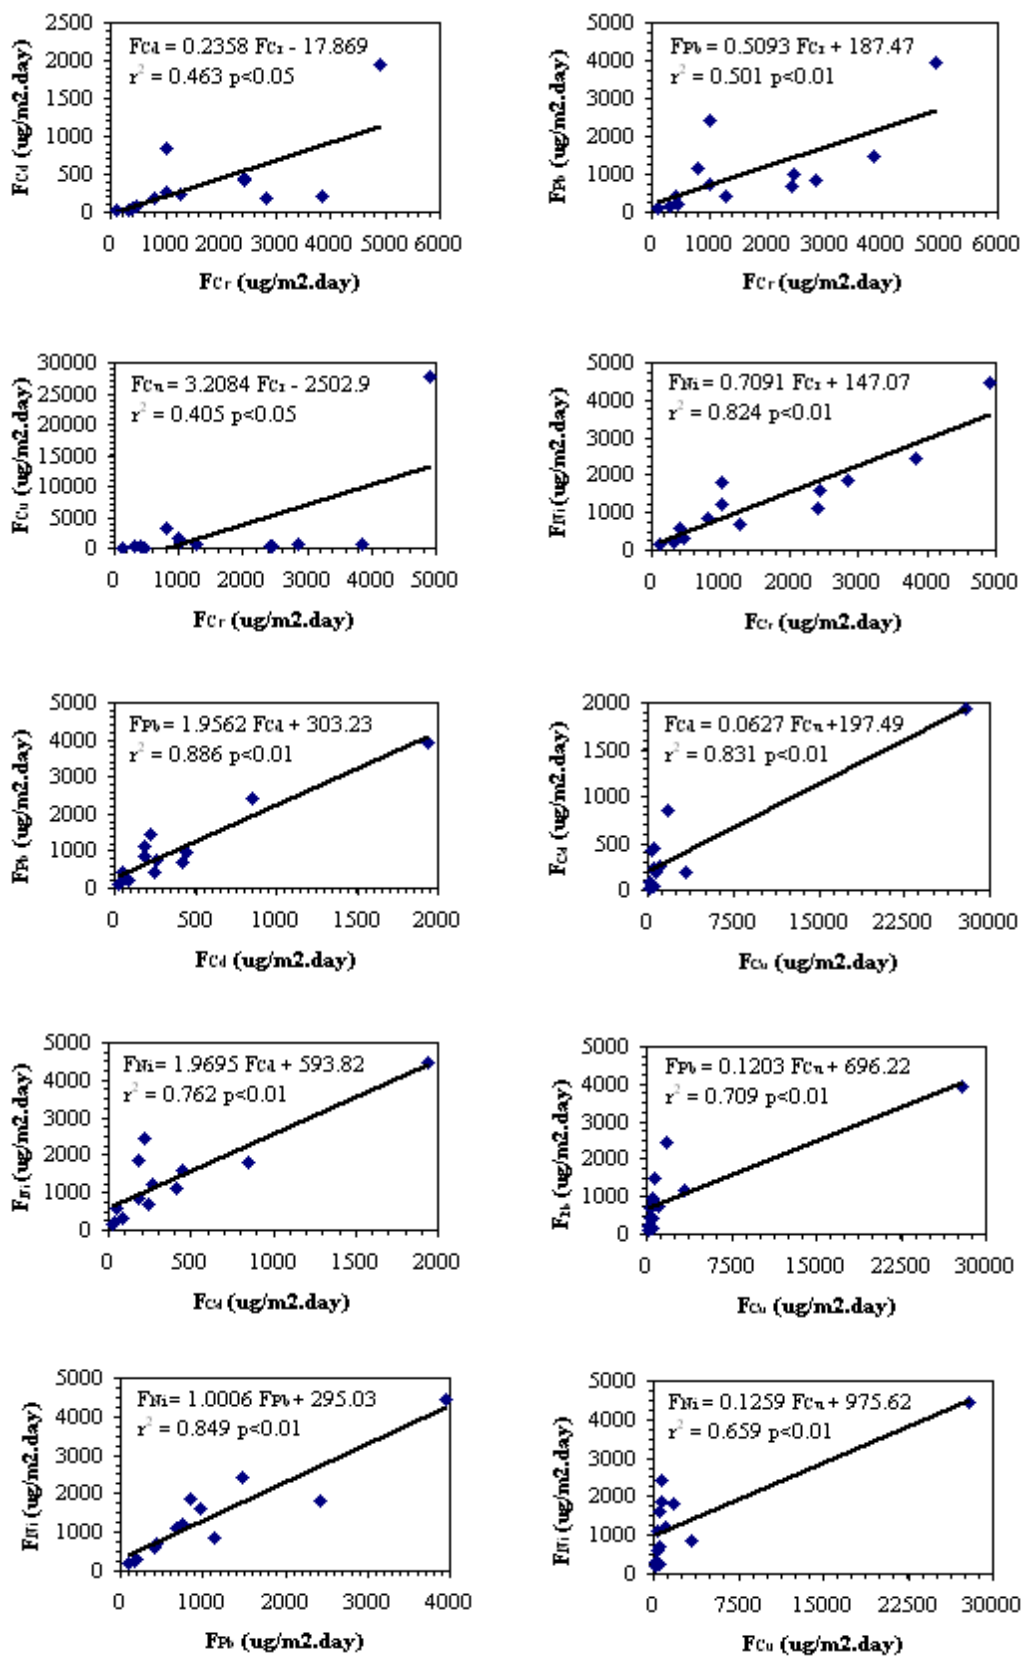 FCd = 0.2358 FCr - 17.869
r² = 0.463 p<0.05
FCd (ug/m2.day)
2500
2000
1500
1000
500
0
0 1000 2000 3000 4000 5000 6000
FCr (ug/m2.day)
FPb = 0.5093 FCr + 187.47
r² = 0.501 p<0.01
FPb (ug/m2.day)
5000
4000
3000
2000
1000
0
0 1000 2000 3000 4000 5000 6000
FCr (ug/m2.day)
FCu = 3.2084 FCr - 2502.9
r² = 0.405 p<0.05
FCu (ug/m2.day)
30000
25000
20000
15000
10000
5000
0
0 1000 2000 3000 4000 5000
FCr (ug/m2.day)
FNi = 0.7091 FCr + 147.07
r² = 0.824 p<0.01
FNi (ug/m2.day)
5000
4000
3000
2000
1000
0
0 1000 2000 3000 4000 5000
FCr (ug/m2.day)
FPb = 1.9562 FCd + 303.23
r² = 0.886 p<0.01
FPb (ug/m2.day)
5000
4000
3000
2000
1000
0
0 500 1000 1500 2000
FCd (ug/m2.day)
FCd = 0.0627 FCu +197.49
r² = 0.831 p<0.01
FCd (ug/m2.day)
2000
1500
1000
500
0
0 7500 15000 22500 30000
FCu (ug/m2.day)
FNi = 1.9695 FCd + 593.82
r² = 0.762 p<0.01
FNi (ug/m2.day)
5000
4000
3000
2000
1000
0
0 500 1000 1500 2000
FCd (ug/m2.day)
FPb = 0.1203 FCu + 696.22
r² = 0.709 p<0.01
FPb (ug/m2.day)
5000
4000
3000
2000
1000
0
0 7500 15000 22500 30000
FCu (ug/m2.day)
FNi = 1.0006 FPb + 295.03
r² = 0.849 p<0.01
FNi (ug/m2.day)
5000
4000
3000
2000
1000
0
0 1000 2000 3000 4000
FPb (ug/m2.day)
FNi = 0.1259 FCu + 975.62
r² = 0.659 p<0.01
FNi (ug/m2.day)
5000
4000
3000
2000
1000
0
0 7500 15000 22500 30000
FCu (ug/m2.day)